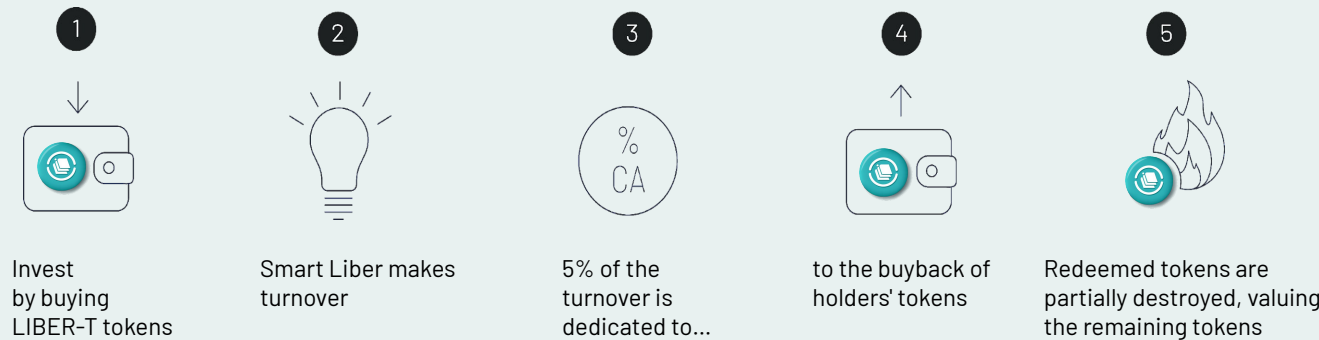 1
2
3
4
5
%
CA
Invest
by buying
LIBER-T tokens
Smart Liber makes
turnover
5% of the
turnover is
dedicated to...
to the buyback of
holders' tokens
Redeemed tokens are
partially destroyed, valuing
the remaining tokens